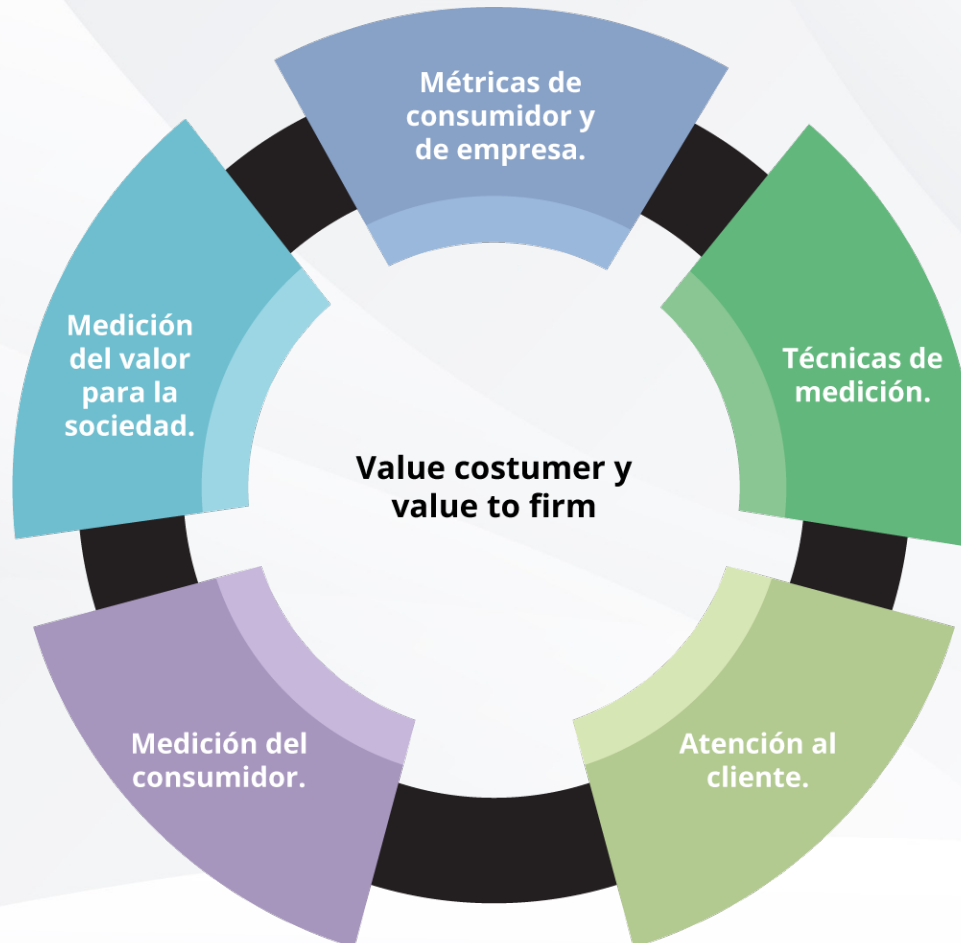 Métricas de
consumidor y
de empresa.
Técnicas de
medición.
Atención al
cliente.
Medición del
consumidor.
Medición
del valor
para la
sociedad.
Value costumer y
value to firm